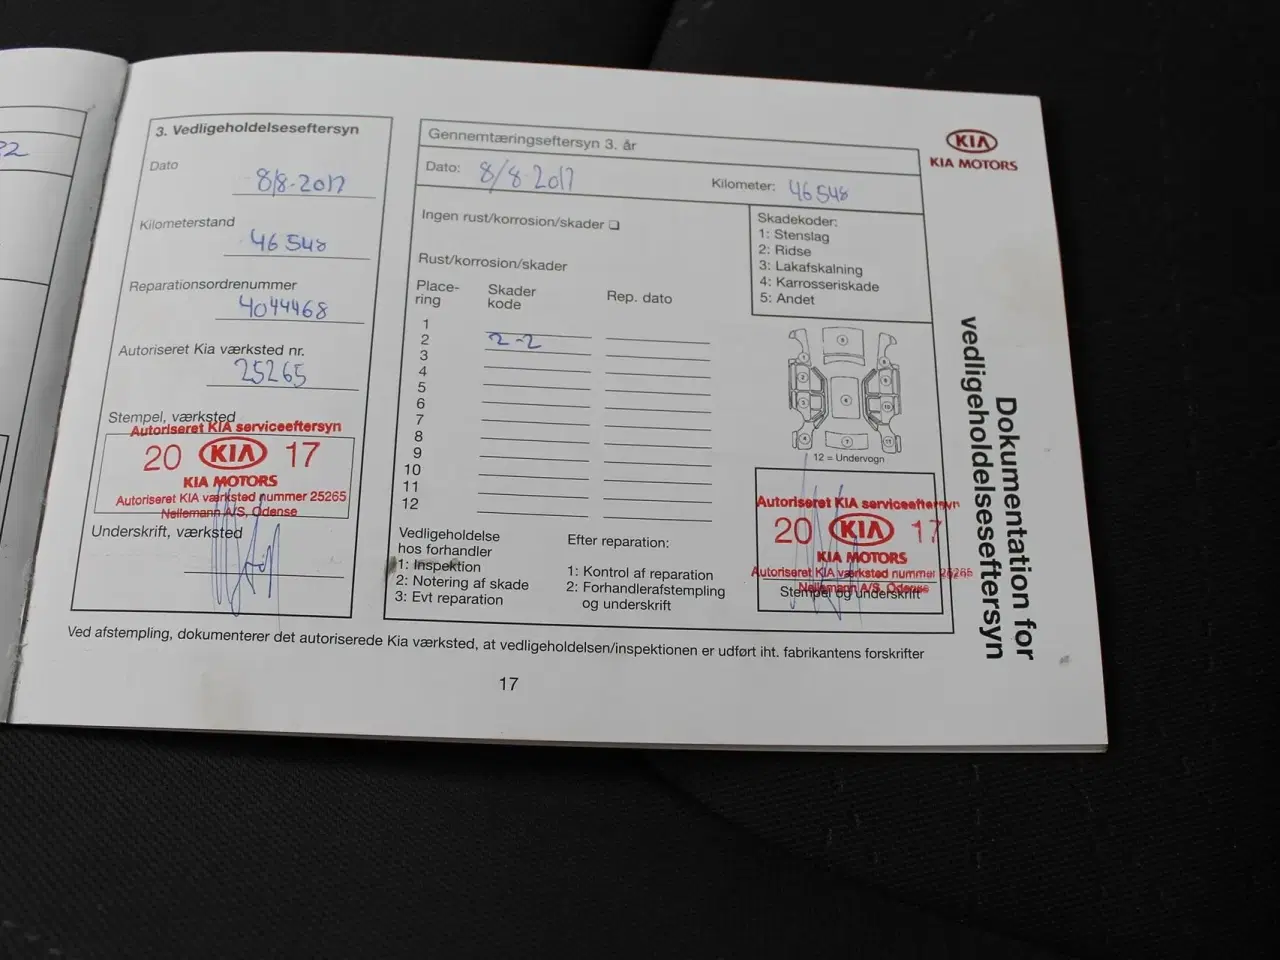 82
3. Vedligeholdelseseftersyn
Dato
8/8-2017
Kilometerstand
46548
Reparationsordrenummer
4044468
Autoriseret Kia værksted nr.
25265
Stempel, værksted
Autoriseret KIA serviceeftersyn
20 KIA 17
KIA MOTORS
Autoriseret KIA værksted nummer 25265
Nellemann A/S, Odense
Underskrift, værksted
Gennemtæringseftersyn 3. år
Dato: 8/8-2017 Kilometer: 46548
Ingen rust/korrosion/skader ❑
Rust/korrosion/skader
Place-
ring
Skader
kode
Rep. dato
1
2 2-2
3
4
5
6
7
8
9
10
11
12
Skadekoder:
1: Stenslag
2: Ridse
3: Lakafskalning
4: Karrosseriskade
5: Andet
12 = Undervogn
Vedligeholdelse
hos forhandler
1: Inspektion
2: Notering af skade
3: Evt reparation
Efter reparation:
1: Kontrol af reparation
2: Forhandlerafstempling
og underskrift
Autoriseret KIA serviceeftersyn
20 KIA 17
KIA MOTORS
Autoriseret KIA værksted nummer 25265
Nellemann A/S, Odense
Stempel og underskrift
Ved afstempling, dokumenterer det autoriserede Kia værksted, at vedligeholdelsen/inspektionen er udført iht. fabrikantens forskrifter
17
KIA
KIA MOTORS
Dokumentation for
vedligeholdelseseftersyn